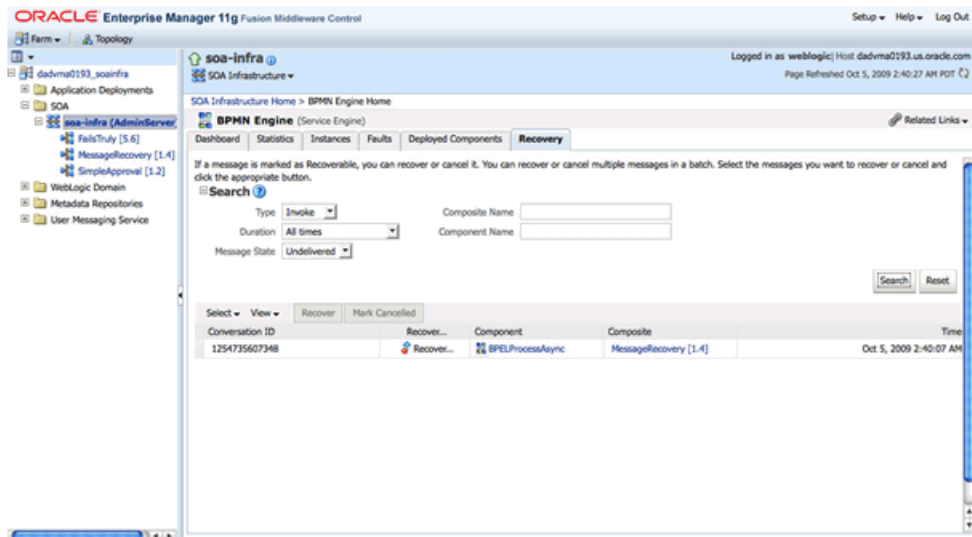 ORACLE Enterprise Manager 11g Fusion Middleware Control
Setup Help Log Out
Farm Topology
soa-infra
Logged in as weblogic| Host dadvma0193.us.oracle.com
SOA Infrastructure
Page Refreshed Oct 5, 2009 2:40:27 AM PDT
dadvma0193_soainfra
Application Deployments
SOA
soa-infra (AdminServer
FailsTruly [5.6]
MessageRecovery [1.4]
SimpleApproval [1.2]
WebLogic Domain
Metadata Repositories
User Messaging Service
SOA Infrastructure Home > BPMN Engine Home
BPMN Engine (Service Engine)
Related Links
Dashboard Statistics Instances Faults Deployed Components Recovery
If a message is marked as Recoverable, you can recover or cancel it. You can recover or cancel multiple messages in a batch. Select the messages you want to recover or cancel and
click the appropriate button.
Search
Type Invoke Composite Name
Duration All times Component Name
Message State Undelivered
Search Reset
Select View Recover Mark Cancelled
Conversation ID Recover... Component Composite Time
1254735607348 Recover... BPELProcessAsync MessageRecovery [1.4] Oct 5, 2009 2:40:07 AM